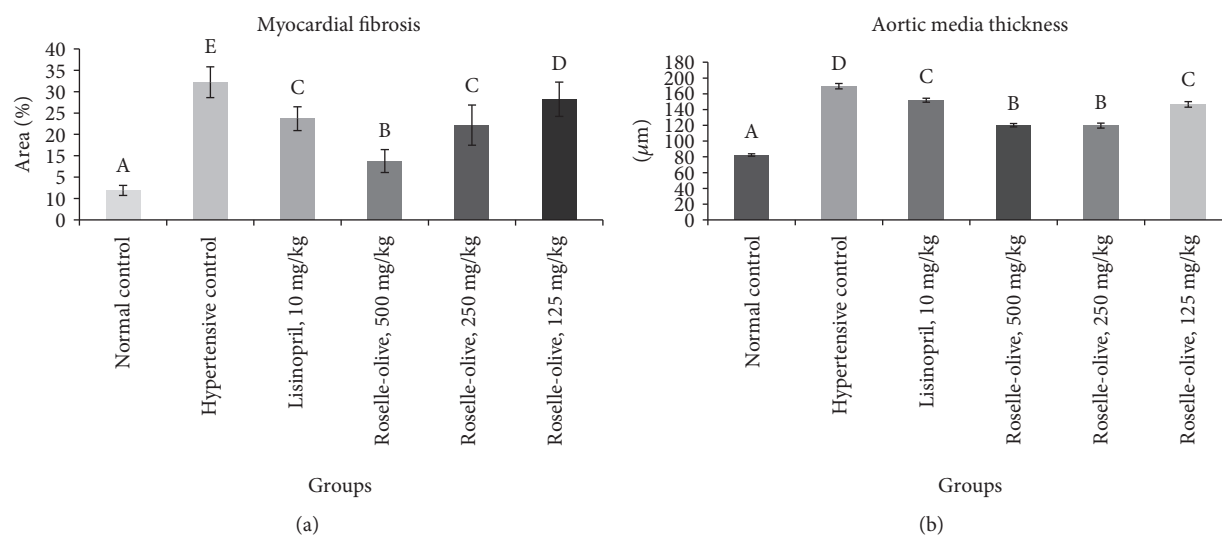 Myocardial fibrosis
Area (%)
40
35
30
25
20
15
5
10
0
A
E
C
B
C
D
Normal control
Hypertensive control
Lisinopril, 10 mg/kg
Roselle-olive, 500 mg/kg
Roselle-olive, 250 mg/kg
Roselle-olive, 125 mg/kg
Groups
(a)
Aortic media thickness
(μm)
180
200
160
140
120
100
80
60
40
20
0
A
D
C
B
B
C
Normal control
Hypertensive control
Lisinopril, 10 mg/kg
Roselle-olive, 500 mg/kg
Roselle-olive, 250 mg/kg
Roselle-olive, 125 mg/kg
Groups
(b)